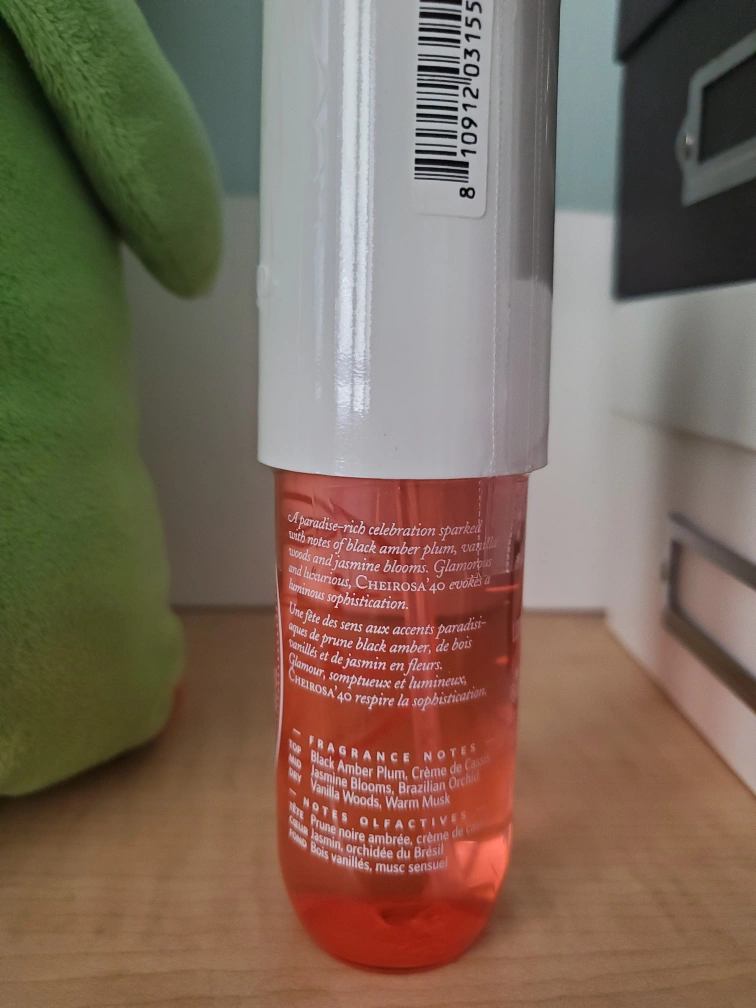 8 10912 03155
A paradise-rich celebration sparked
with notes of black amber plum, vanilla
woods and jasmine blooms. Glamorous
and luxurious, CHEIROSA '40 evokes a
luminous sophistication.
Une fête des sens aux accents paradisi-
aques de prune black amber, de bois
vanillés et de jasmin en fleurs.
Glamour, somptueux et lumineux,
CHEIROSA '40 respire la sophistication.
— FRAGRANCE NOTES —
TOP Black Amber Plum, Crème de Cassis
MID Jasmine Blooms, Brazilian Orchid
DRY Vanilla Woods, Warm Musk
— NOTES OLFACTIVES —
TÊTE Prune noire ambrée, crème de
CŒUR Jasmin, orchidée du Brésil
FOND Bois vanillés, musc sensuel